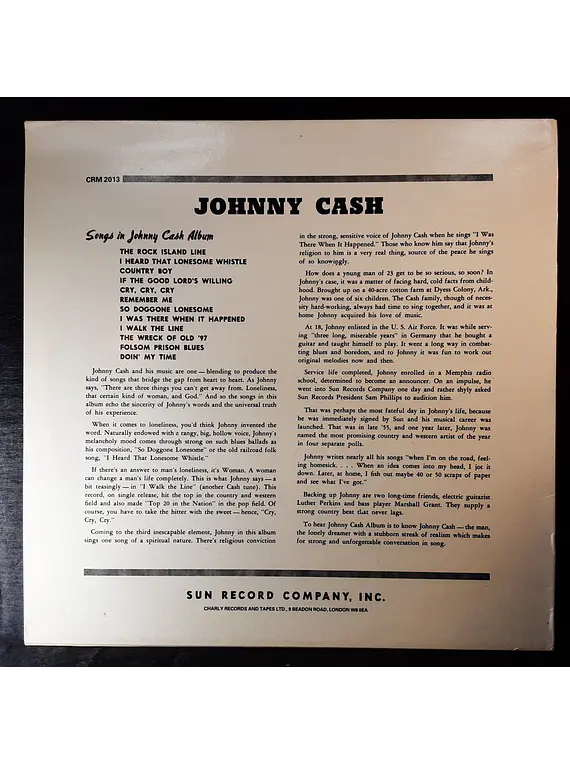 CRM 2013
JOHNNY CASH
Songs in Johnny Cash Album
THE ROCK ISLAND LINE
I HEARD THAT LONESOME WHISTLE
COUNTRY BOY
IF THE GOOD LORD'S WILLING
CRY, CRY, CRY
REMEMBER ME
SO DOGGONE LONESOME
I WAS THERE WHEN IT HAPPENED
I WALK THE LINE
THE WRECK OF OLD '97
FOLSOM PRISON BLUES
DOIN' MY TIME
Johnny Cash and his music are one — blending to produce the
kind of songs that bridge the gap from heart to heart. As Johnny
says, "There are three things you can't get away from. Loneliness,
that certain kind of woman, and God." And so the songs in this
album echo the sincerity of Johnny's words and the universal truth
of his experience.
When it comes to loneliness, you'd think Johnny invented the
word. Naturally endowed with a rangy, big, hollow voice, Johnny's
melancholy mood comes through strong on such blues ballads as
his composition, "So Doggone Lonesome" or the old railroad folk
song, "I Heard That Lonesome Whistle."
If there's an answer to man's loneliness, it's Woman. A woman
can change a man's life completely. This is what Johnny says — a
bit teasingly — in "I Walk the Line" (another Cash tune). This
record, on single release, hit the top in the country and western
field and also made "Top 20 in the Nation" in the pop field. Of
course, you have to take the bitter with the sweet — hence, "Cry,
Cry, Cry."
Coming to the third inescapable element, Johnny in this album
sings one song of a spiritual nature. There's religious conviction
in the strong, sensitive voice of Johnny Cash when he sings "I Was
There When It Happened." Those who know him say that Johnny's
religion to him is a very real thing, source of the peace he sings
of so knowingly.
How does a young man of 23 get to be so serious, so soon? In
Johnny's case, it was a matter of facing hard, cold facts from child-
hood. Brought up on a 40-acre cotton farm at Dyess Colony, Ark.,
Johnny was one of six children. The Cash family, though of neces-
sity hard-working, always had time to sing together, and it was at
home Johnny acquired his love of music.
At 18, Johnny enlisted in the U. S. Air Force. It was while serv-
ing "three long, miserable years" in Germany that he bought a
guitar and taught himself to play. It went a long way in combat-
ting blues and boredom, and to Johnny it was fun to work out
original melodies now and then.
Service life completed, Johnny enrolled in a Memphis radio
school, determined to become an announcer. On an impulse, he
went into Sun Records Company one day and rather shyly asked
Sun Records President Sam Phillips to audition him.
That was perhaps the most fateful day in Johnny's life, because
he was immediately signed by Sun and his musical career was
launched. That was in late '55, and one year later, Johnny was
named the most promising country and western artist of the year
in four separate polls.
Johnny writes nearly all his songs "when I'm on the road, feel-
ing homesick. . . . When an idea comes into my head, I jot it
down. Later, at home, I fish out maybe 40 or 50 scraps of paper
and see what I've got."
Backing up Johnny are two long-time friends, electric guitarist
Luther Perkins and bass player Marshall Grant. They supply a
strong country beat that never lags.
To hear Johnny Cash Album is to know Johnny Cash — the man,
the lonely dreamer with a stubborn streak of realism which makes
for strong and unforgettable conversation in song.
SUN RECORD COMPANY, INC.
CHARLY RECORDS AND TAPES LTD., 9 BEADON ROAD, LONDON W6 0EA